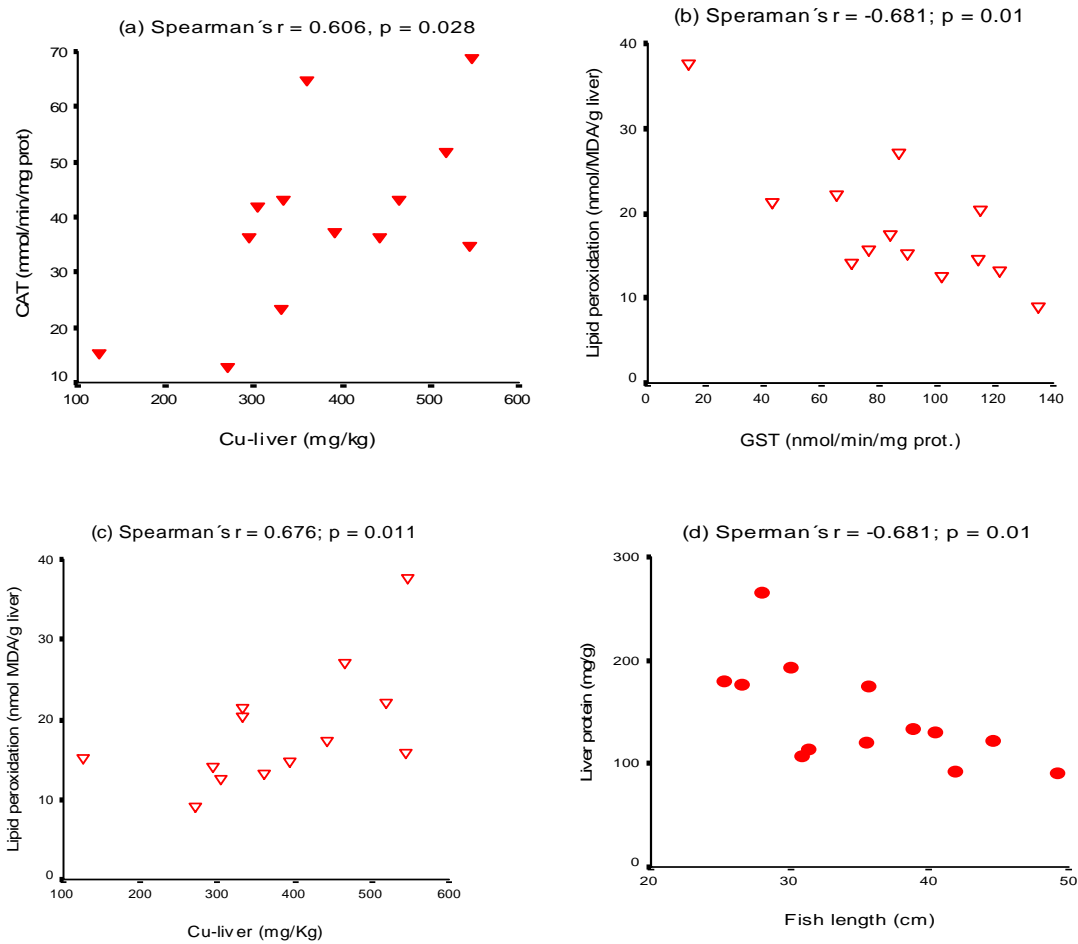 (a) Spearman´s r = 0.606, p = 0.028
70
60
50
40
30
20
10
CAT (nmol/min/mg prot)
100 200 300 400 500 600
Cu-liver (mg/kg)
(b) Speraman´s r = -0.681; p = 0.01
40
30
20
10
0
Lipid peroxidation (nmol/MDA/g liver)
0 20 40 60 80 100 120 140
GST (nmol/min/mg prot.)
(c) Spearman´s r = 0.676; p = 0.011
40
30
20
10
0
Lipid peroxidation (nmol MDA/g liver)
100 200 300 400 500 600
Cu-liver (mg/Kg)
(d) Sperman´s r = -0.681; p = 0.01
300
200
100
0
Liver protein (mg/g)
20 30 40 50
Fish length (cm)